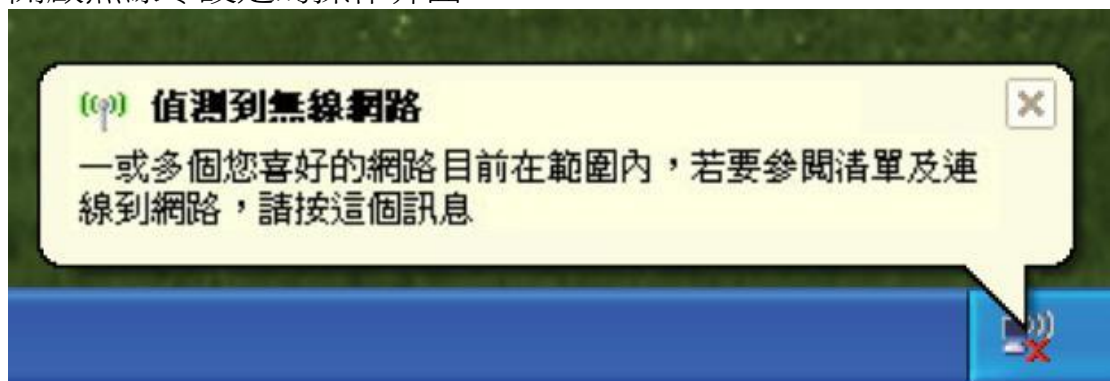 偵測到無線網路
一或多個您喜好的網路目前在範圍內，若要參閱清單及連
線到網路，請按這個訊息